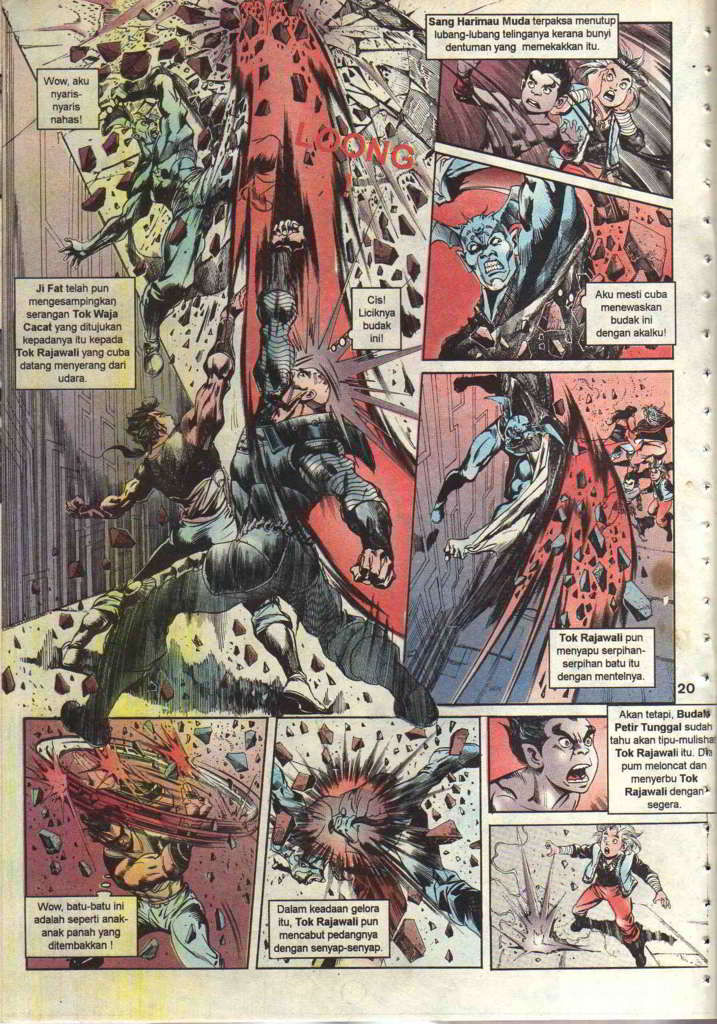 Wow, aku
nyaris-
nyaris
nahas!
LOONG
!
Ji Fat telah pun
mengesampingkan
serangan Tok Waja
Cacat yang ditujukan
kepadanya itu kepada
Tok Rajawali yang cuba
datang menyerang dari
udara.
Cis!
Liciknya
budak
ini!
Sang Harimau Muda terpaksa menutup
lubang-lubang telinganya kerana bunyi
dentuman yang memekakkan itu.
Aku mesti cuba
menewaskan
budak ini
dengan akalku!
Tok Rajawali pun
menyapu serpihan-
serpihan batu itu
dengan mentelnya.
20
Wow, batu-batu ini
adalah seperti anak-
anak panah yang
ditembakkan !
Dalam keadaan gelora
itu, Tok Rajawali pun
mencabut pedangnya
dengan senyap-senyap.
Akan tetapi, Budak
Petir Tunggal sudah
tahu akan tipu-mulisha
Tok Rajawali itu. Dia
pum meloncat dan
menyerbu Tok
Rajawali dengan
segera.